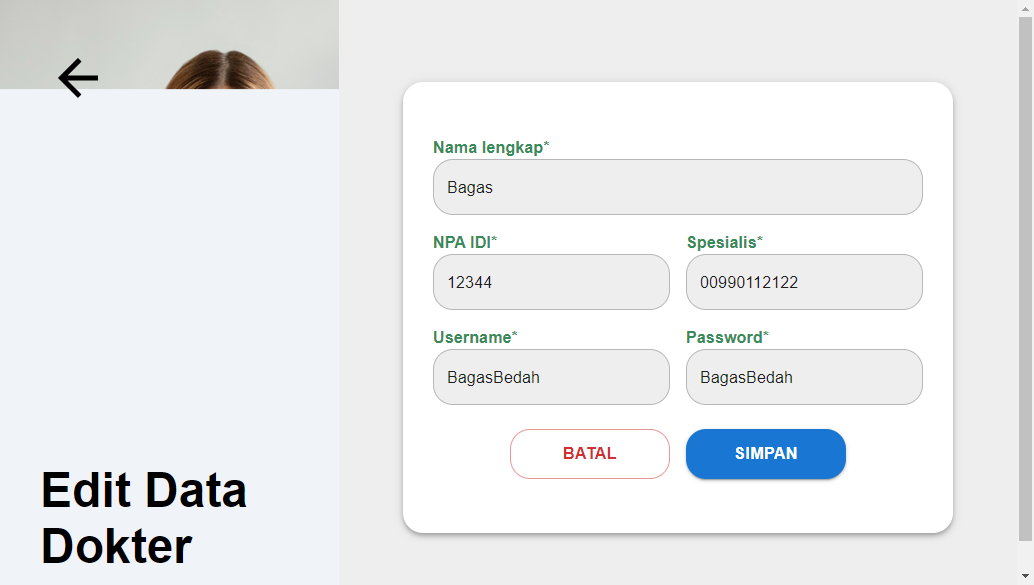 Edit Data
Dokter
Nama lengkap*
Bagas
NPA IDI* Spesialis*
12344 00990112122
Username* Password*
BagasBedah BagasBedah
BATAL SIMPAN